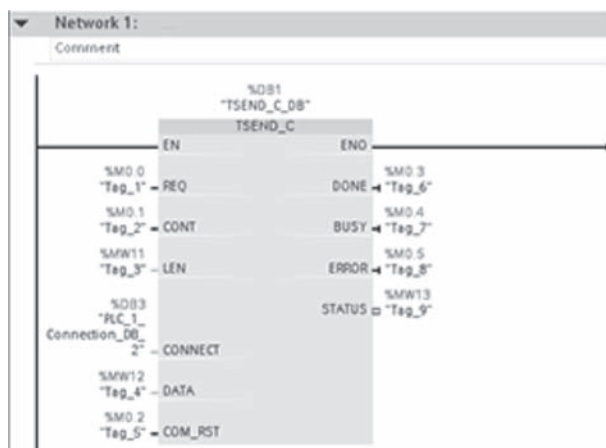 Network 1:
Comment
%DB1
"TSEND_C_DB"
TSEND_C
EN ENO
%M0.0 %M0.3
"Tag_1" REQ DONE "Tag_6"
%M0.1 %M0.4
"Tag_2" CONT BUSY "Tag_7"
%MW11 %M0.5
"Tag_3" LEN ERROR "Tag_8"
%DB3 %MW13
"PLC_1_ STATUS "Tag_9"
Connection_DB_
2" CONNECT
%MW12
"Tag_4" DATA
%M0.2
"Tag_5" COM_RST